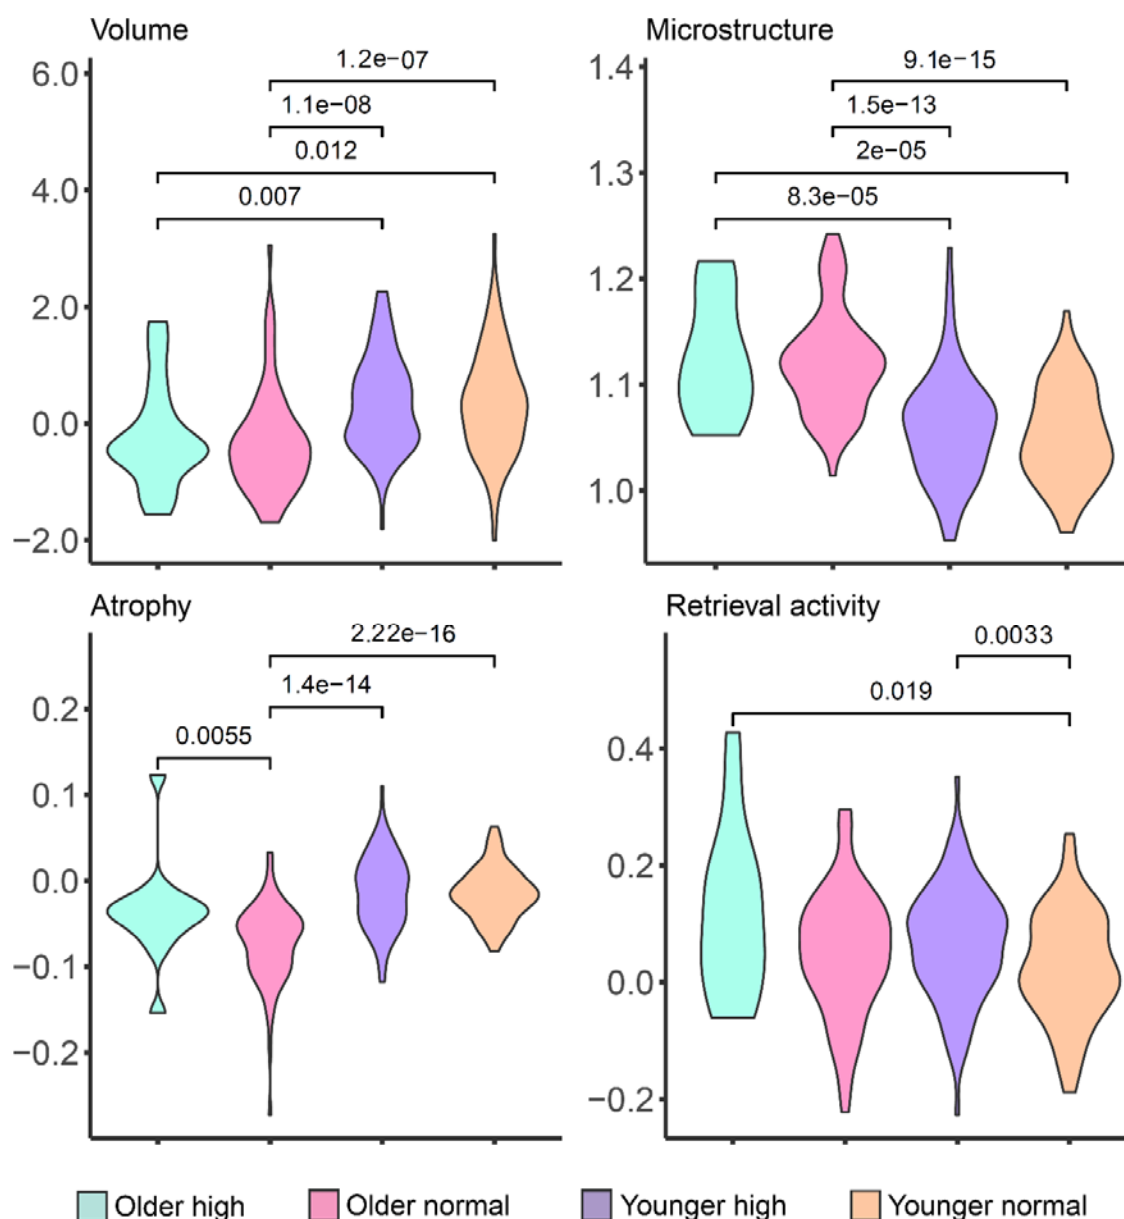 Volume
6.0
4.0
2.0
0.0
−2.0
1.2e−07
1.1e−08
0.012
0.007
Microstructure
1.4
1.3
1.2
1.1
1.0
9.1e−15
1.5e−13
2e−05
8.3e−05
Atrophy
0.2
0.1
0.0
−0.1
−0.2
2.22e−16
1.4e−14
0.0055
Retrieval activity
0.4
0.2
0.0
−0.2
0.0033
0.019
Older high Older normal Younger high Younger normal